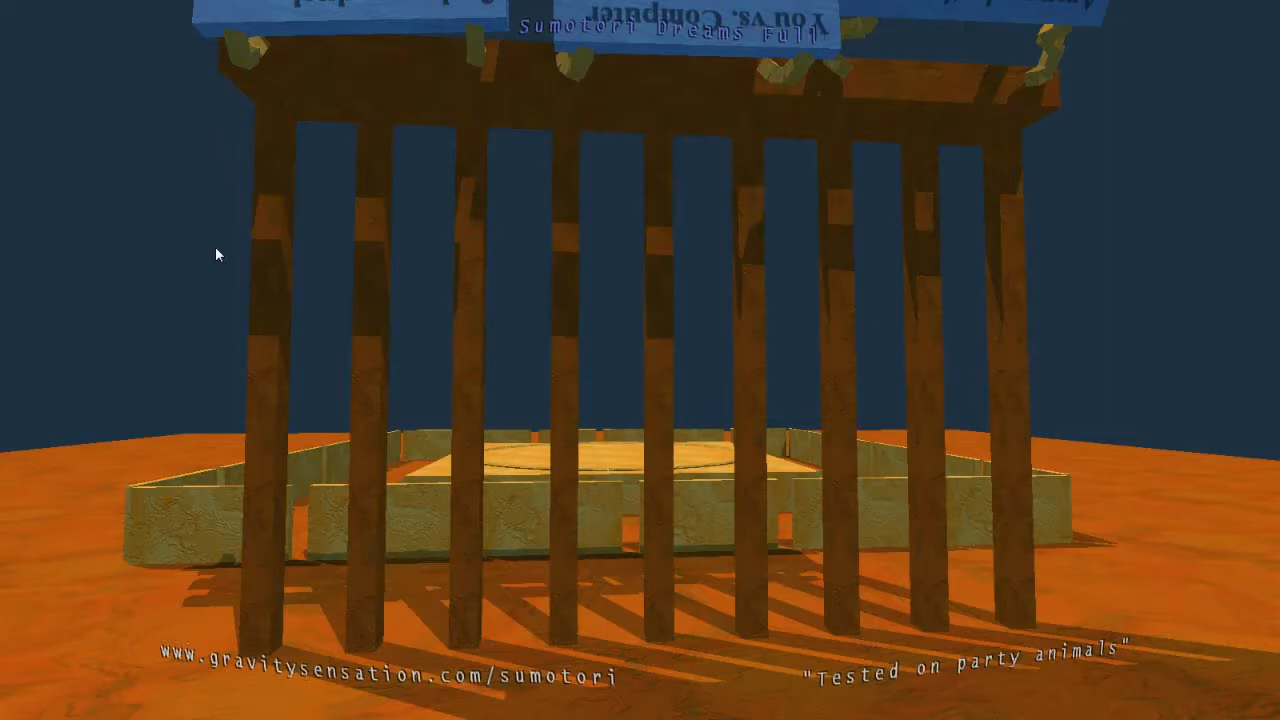 Sumotori Dreams Full
You vs. Computer
www.gravitysensation.com/sumotori
"Tested on party animals"